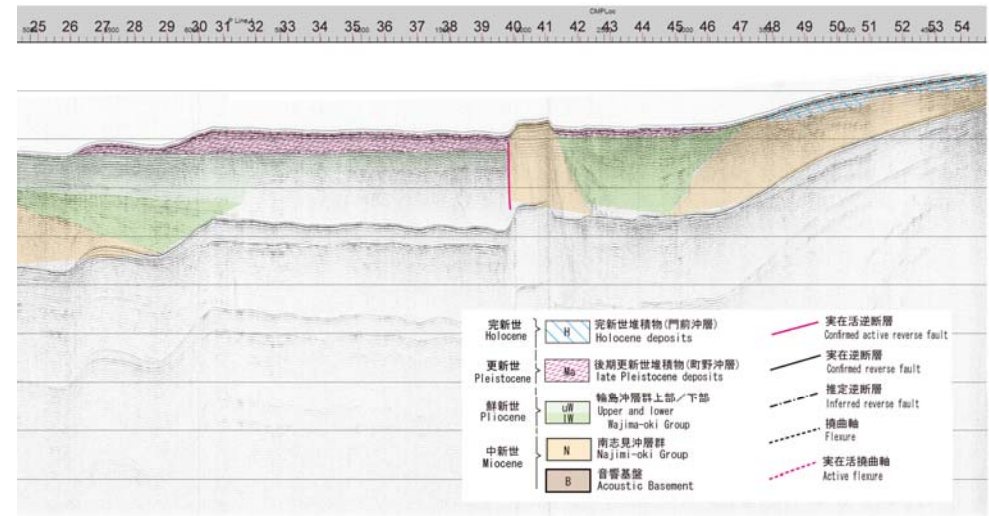 CMPLoc
25 26 27 28 29 30 31 32 33 34 35 36 37 38 39 40 41 42 43 44 45 46 47 48 49 50 51 52 53 54
完新世
Holocene
H
完新世堆積物(門前沖層)
Holocene deposits
更新世
Pleistocene
Ma
後期更新世堆積物(町野沖層)
late Pleistocene deposits
鮮新世
Pliocene
uW
lW
輪島沖層群上部/下部
Upper and lower
Wajima-oki Group
中新世
Miocene
N
南志見沖層群
Najimi-oki Group
B
音響基盤
Acoustic Basement
実在活逆断層
Confirmed active reverse fault
実在逆断層
Confirmed reverse fault
推定逆断層
Inferred reverse fault
撓曲軸
Flexure
実在活撓曲軸
Active flexure